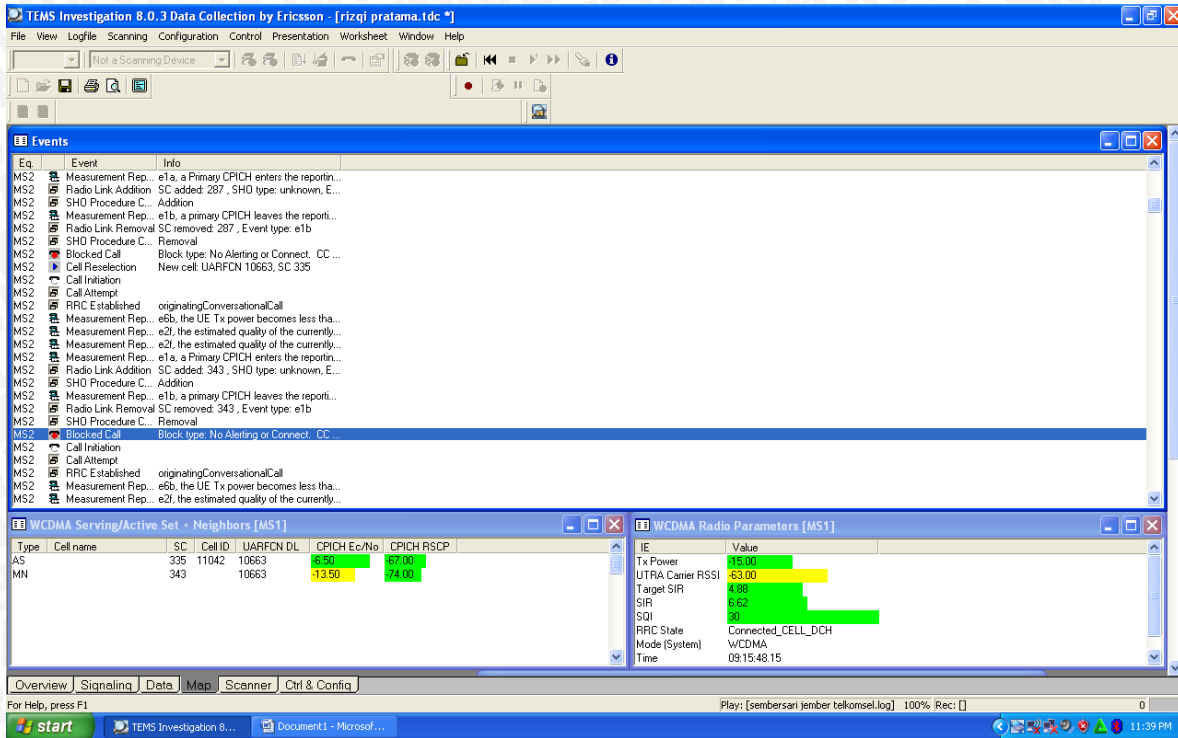 TEMS Investigation 8.0.3 Data Collection by Ericsson - [rizqi pratama.tdc *]
File View Logfile Scanning Configuration Control Presentation Worksheet Window Help
Not a Scanning Device
Events
Eq. Event Info
MS2 Measurement Rep... e1a, a Primary CPICH enters the reportin...
MS2 Radio Link Addition SC added: 287 , SHO type: unknown, E...
MS2 SHO Procedure C... Addition
MS2 Measurement Rep... e1b, a primary CPICH leaves the reporti...
MS2 Radio Link Removal SC removed: 287 , Event type: e1b
MS2 SHO Procedure C... Removal
MS2 Blocked Call Block type: No Alerting or Connect. CC ...
MS2 Cell Reselection New cell: UARFCN 10663, SC 335
MS2 Call Initiation
MS2 Call Attempt
MS2 RRC Established originatingConversationalCall
MS2 Measurement Rep... e6b, the UE Tx power becomes less tha...
MS2 Measurement Rep... e2f, the estimated quality of the currently...
MS2 Measurement Rep... e2f, the estimated quality of the currently...
MS2 Measurement Rep... e1a, a Primary CPICH enters the reportin...
MS2 Radio Link Addition SC added: 343 , SHO type: unknown, E...
MS2 SHO Procedure C... Addition
MS2 Measurement Rep... e1b, a primary CPICH leaves the reporti...
MS2 Radio Link Removal SC removed: 343 , Event type: e1b
MS2 SHO Procedure C... Removal
MS2 Blocked Call Block type: No Alerting or Connect. CC ...
MS2 Call Initiation
MS2 Call Attempt
MS2 RRC Established originatingConversationalCall
MS2 Measurement Rep... e6b, the UE Tx power becomes less tha...
MS2 Measurement Rep... e2f, the estimated quality of the currently...
WCDMA Serving/Active Set + Neighbors [MS1]
Type Cell name SC Cell ID UARFCN DL CPICH Ec/No CPICH RSCP
AS 335 11042 10663 -6.50 -67.00
MN 343 10663 -13.50 -74.00
WCDMA Radio Parameters [MS1]
IE Value
Tx Power -15.00
UTRA Carrier RSSI -63.00
Target SIR 4.88
SIR 6.62
SQI 30
RRC State Connected_CELL_DCH
Mode (System) WCDMA
Time 09:15:48.15
Overview Signaling Data Map Scanner Ctrl & Config
For Help, press F1
Play: [sembersari jember telkomsel.log] 100% Rec: [] 0
start TEMS Investigation 8... Document1 - Microsof... 11:39 PM